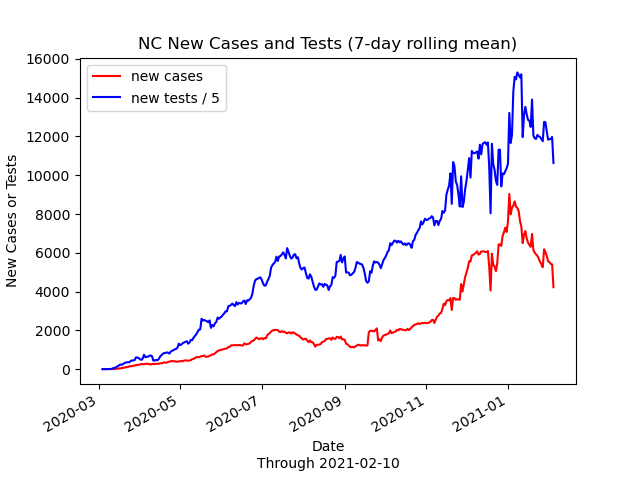 NC New Cases and Tests (7-day rolling mean)
new cases
new tests / 5
New Cases or Tests
16000
14000
12000
10000
8000
6000
4000
2000
0
2020-03
2020-05
2020-07
2020-09
2020-11
2021-01
Date
Through 2021-02-10